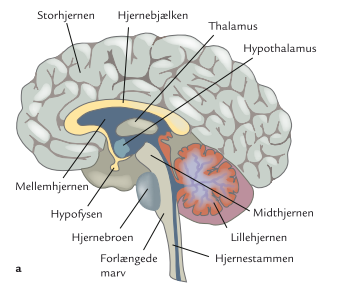 Storhjernen
Hjernebjælken
Thalamus
Hypothalamus
Mellemhjernen
Hypofysen
Hjernebroen
Forlængede
marv
Midthjernen
Lillehjernen
Hjernestammen
a